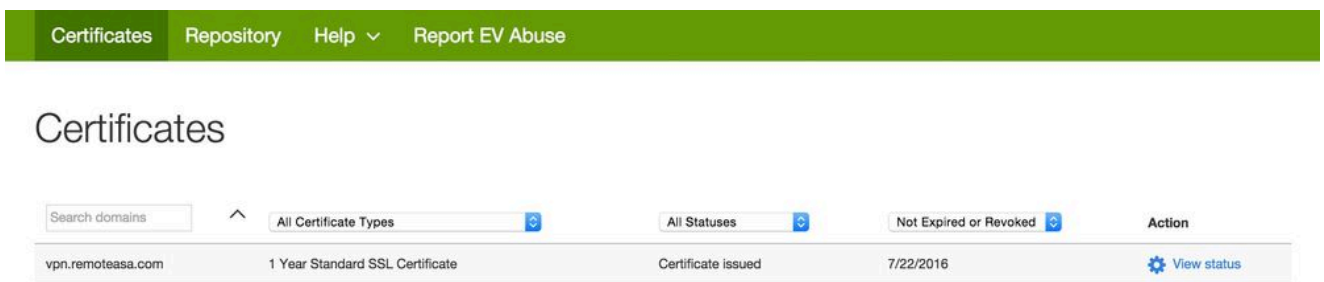 Certificates Repository Help Report EV Abuse
Certificates
Search domains All Certificate Types All Statuses Not Expired or Revoked Action
vpn.remoteasa.com 1 Year Standard SSL Certificate Certificate issued 7/22/2016 View status